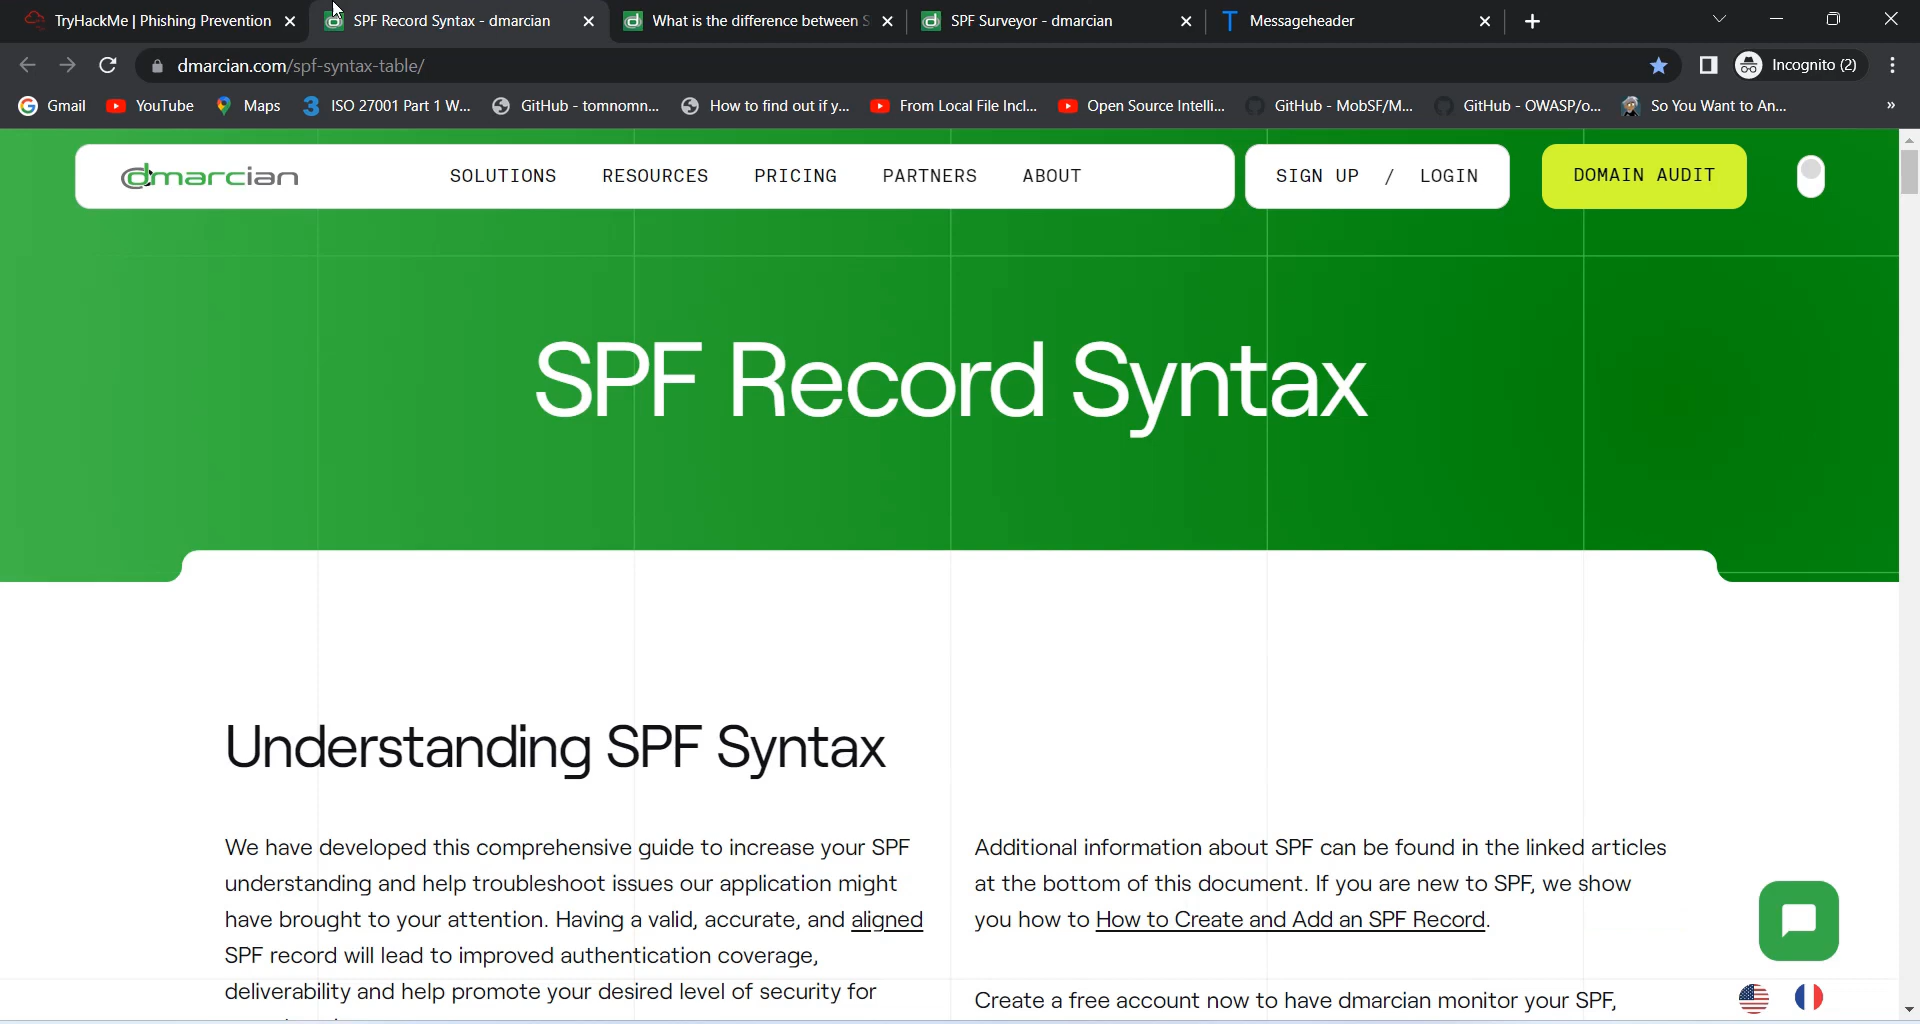 TryHackMe | Phishing Prevention
SPF Record Syntax - dmarcian
What is the difference between S
SPF Surveyor - dmarcian
Messageheader
dmarcian.com/spf-syntax-table/
Incognito (2)
Gmail
YouTube
Maps
ISO 27001 Part 1 W...
GitHub - tomnomn...
How to find out if y...
From Local File Incl...
Open Source Intelli...
GitHub - MobSF/M...
GitHub - OWASP/o...
So You Want to An...
»
dmarcian
SOLUTIONS
RESOURCES
PRICING
PARTNERS
ABOUT
SIGN UP / LOGIN
DOMAIN AUDIT
SPF Record Syntax
Understanding SPF Syntax
We have developed this comprehensive guide to increase your SPF
understanding and help troubleshoot issues our application might
have brought to your attention. Having a valid, accurate, and aligned
SPF record will lead to improved authentication coverage,
deliverability and help promote your desired level of security for
Additional information about SPF can be found in the linked articles
at the bottom of this document. If you are new to SPF, we show
you how to How to Create and Add an SPF Record.
Create a free account now to have dmarcian monitor your SPF,